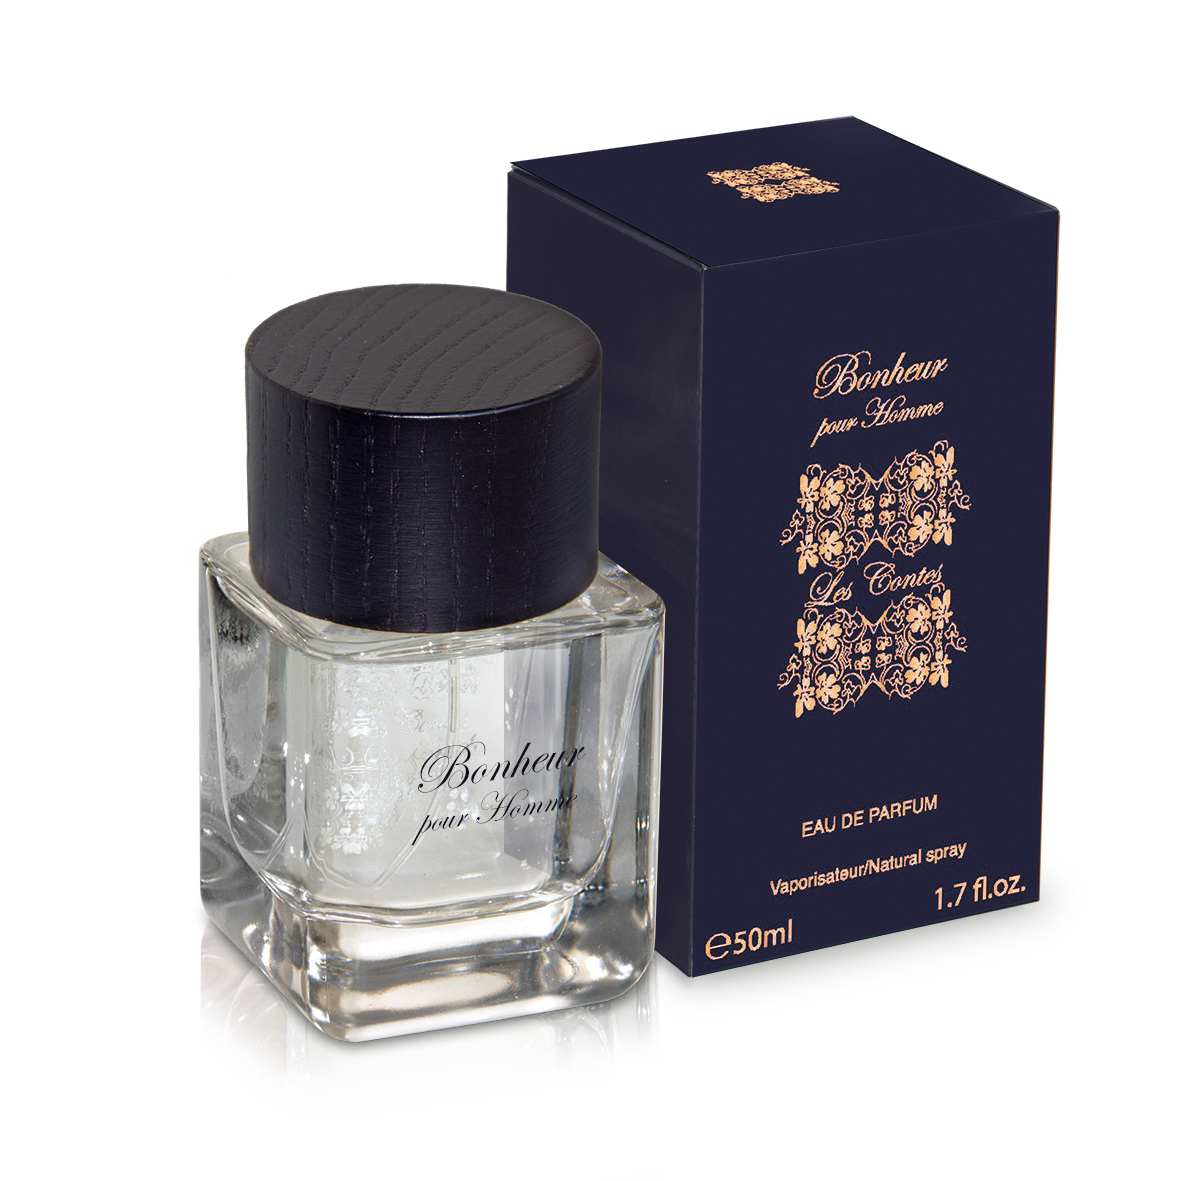 Bonheur
pour Homme
Les Contes
EAU DE PARFUM
Vaporisateur/Natural spray
℮50ml
1.7 fl.oz.
Bonheur
pour Homme